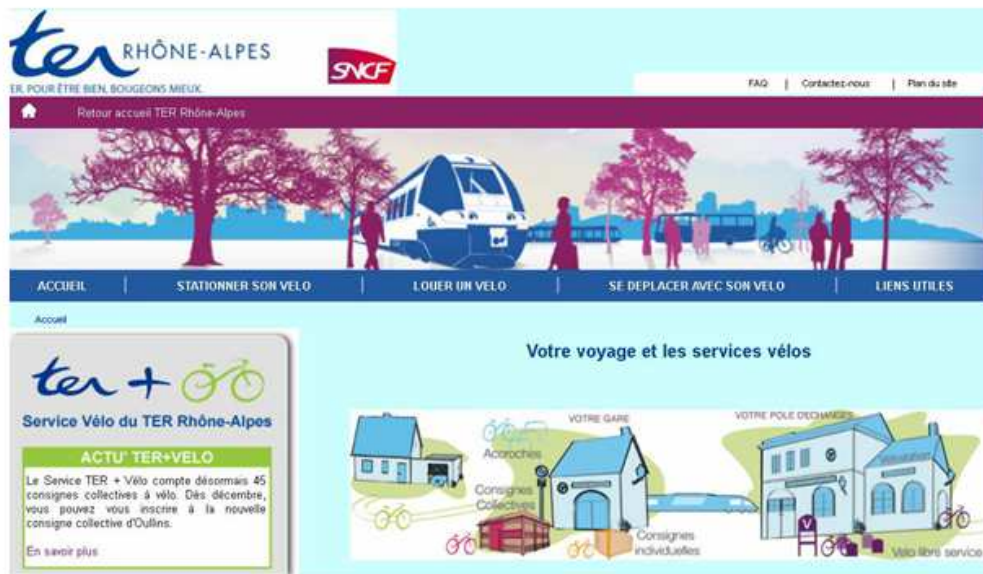 ter RHÔNE-ALPES
SNCF
ER, POUR ÊTRE BIEN, BOUGEONS MIEUX.
FAQ | Contactez-nous | Plan du site
Retour accueil TER Rhône-Alpes
ACCUEIL | STATIONNER SON VELO | LOUER UN VELO | SE DEPLACER AVEC SON VELO | LIENS UTILES
Accueil
ter +
Service Vélo du TER Rhône-Alpes
ACTU' TER+VELO
Le Service TER + Vélo compte désormais 45
consignes collectives à vélo. Dès décembre,
vous pouvez vous inscrire à la nouvelle
consigne collective d'Oullins.
En savoir plus
Votre voyage et les services vélos
VOTRE GARE
VOTRE POLE D'ECHANGES
Accroches
Consignes
Collectives
Consignes
individuelles
V
Vélo libre service